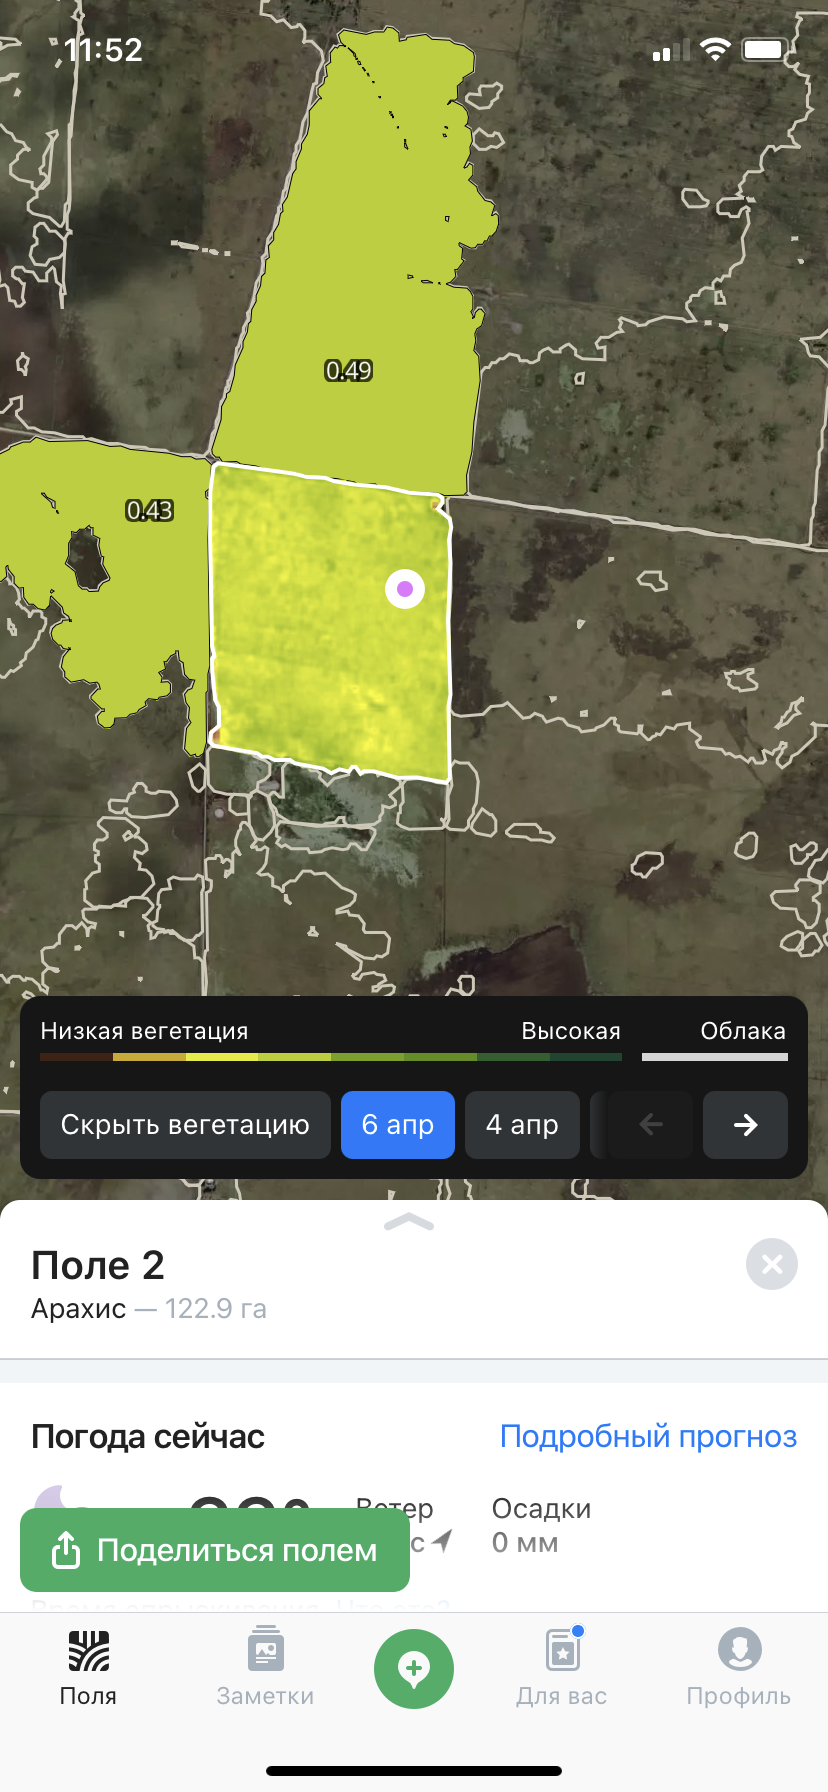 11:52
0.49
0.43
Низкая вегетация Высокая Облака
Скрыть вегетацию 6 апр 4 апр
Поле 2
Арахис — 122.9 га
Погода сейчас Подробный прогноз
Ветер Осадки
с 0 мм
Поделиться полем
Поля Заметки Для вас Профиль